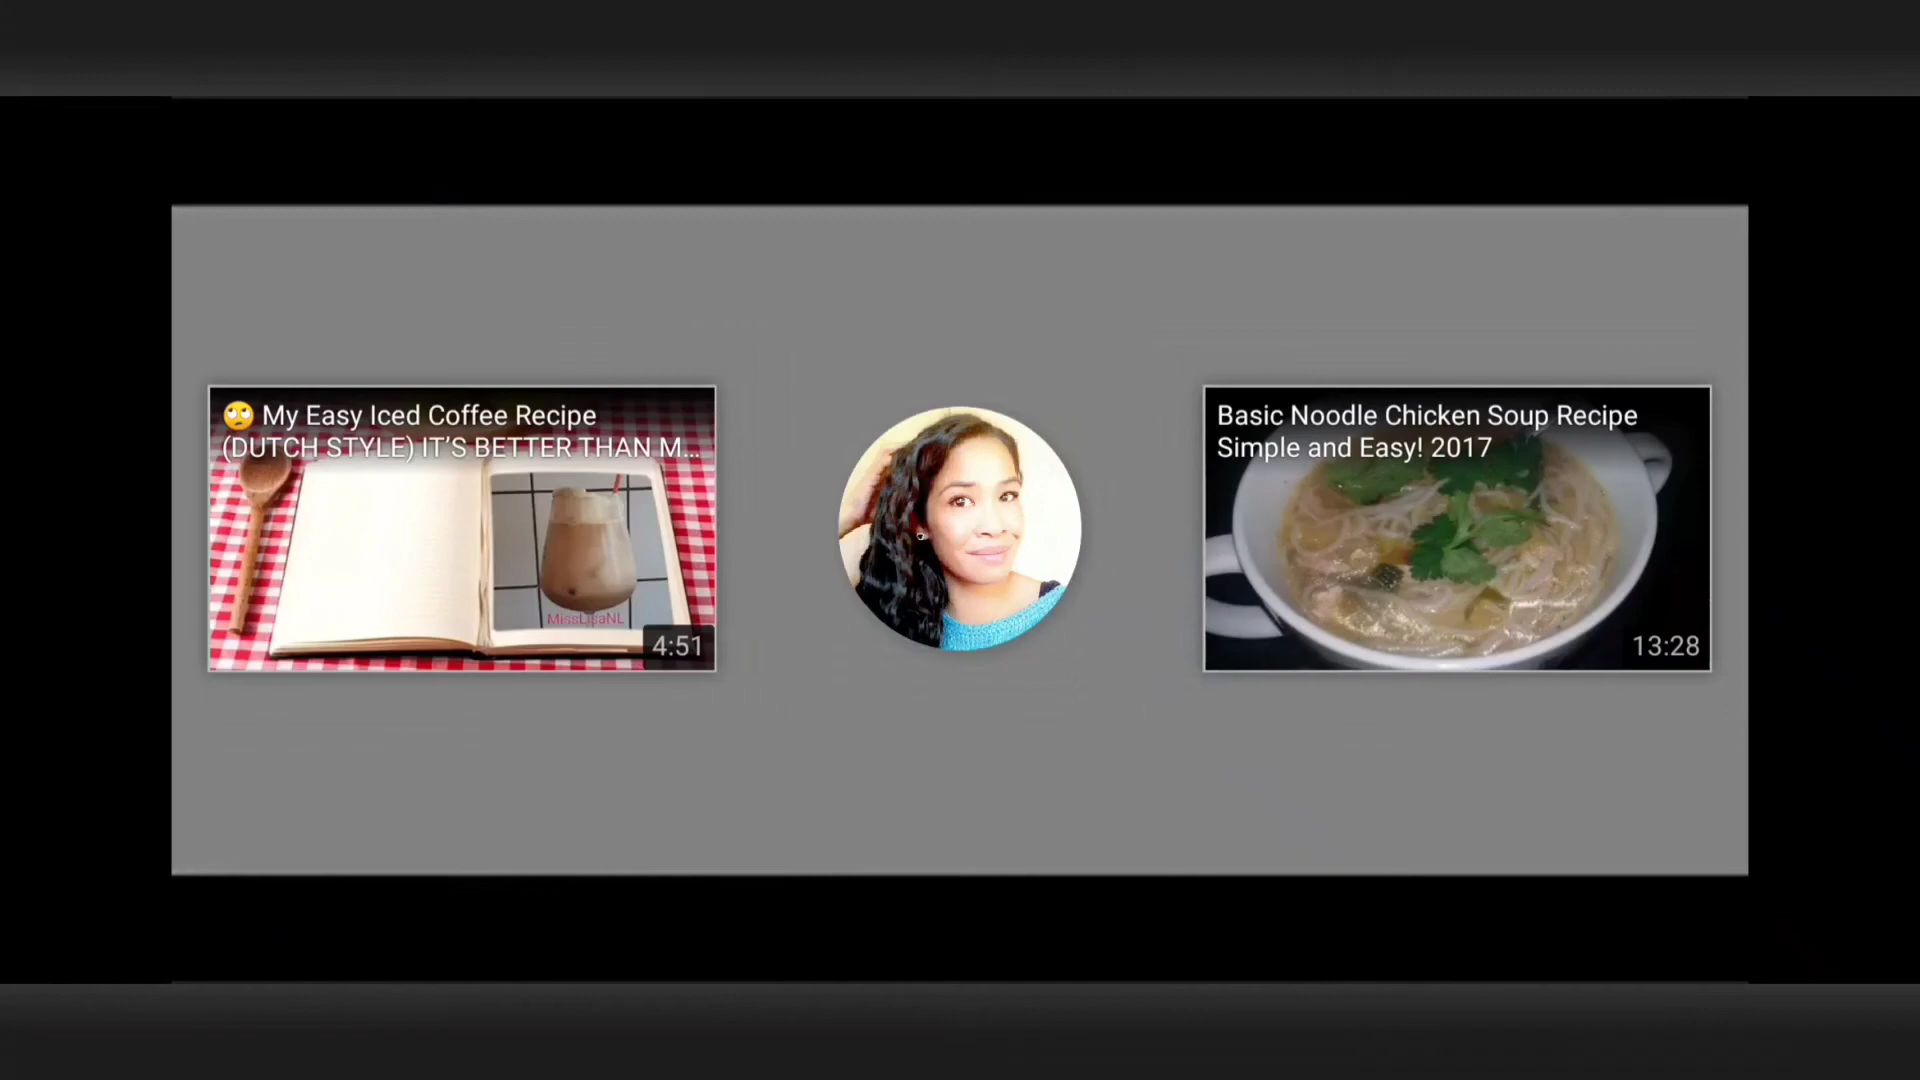 🙄 My Easy Iced Coffee Recipe
(DUTCH STYLE) IT’S BETTER THAN M...
MissLisaNL
4:51
Basic Noodle Chicken Soup Recipe
Simple and Easy! 2017
13:28